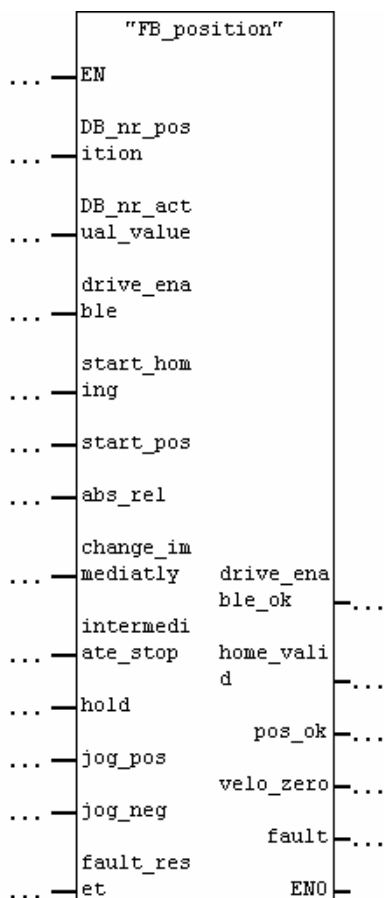 "FB_position"
... EN
DB_nr_pos
... ition
DB_nr_act
... ual_value
drive_ena
... ble
start_hom
... ing
... start_pos
... abs_rel
change_im
... mediatly drive_ena
ble_ok ...
intermedi
... ate_stop home_vali
d ...
... hold
pos_ok ...
... jog_pos
velo_zero ...
... jog_neg
fault ...
fault_res
... et ENO